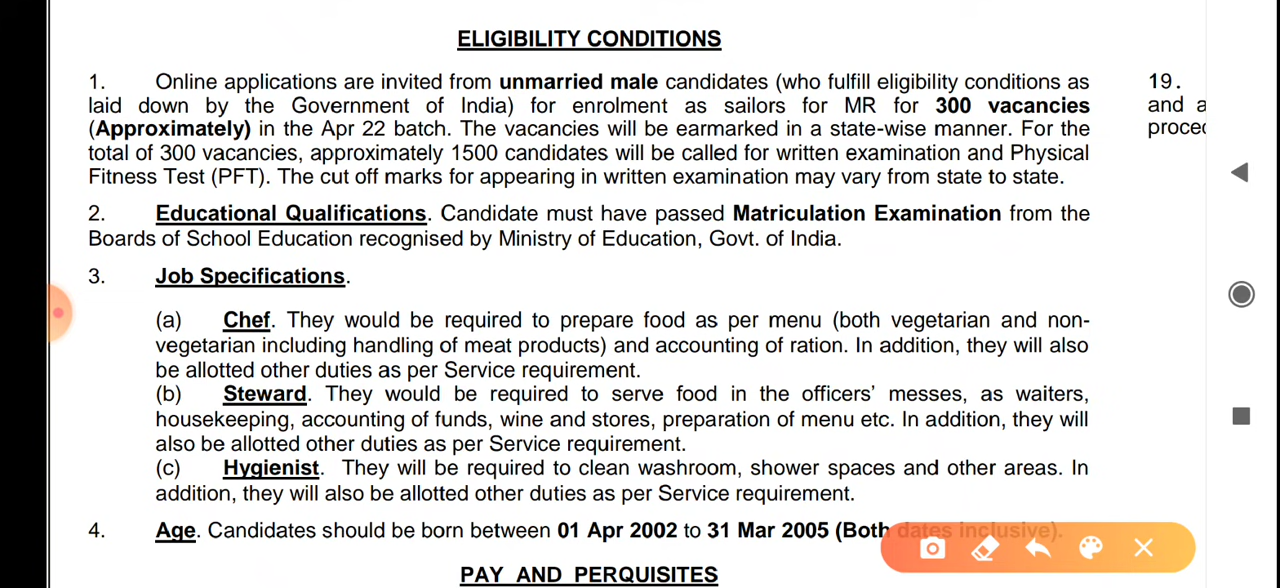 ELIGIBILITY CONDITIONS
1. Online applications are invited from unmarried male candidates (who fulfill eligibility conditions as
laid down by the Government of India) for enrolment as sailors for MR for 300 vacancies
(Approximately) in the Apr 22 batch. The vacancies will be earmarked in a state-wise manner. For the
total of 300 vacancies, approximately 1500 candidates will be called for written examination and Physical
Fitness Test (PFT). The cut off marks for appearing in written examination may vary from state to state.
2. Educational Qualifications. Candidate must have passed Matriculation Examination from the
Boards of School Education recognised by Ministry of Education, Govt. of India.
3. Job Specifications.
(a) Chef. They would be required to prepare food as per menu (both vegetarian and non-
vegetarian including handling of meat products) and accounting of ration. In addition, they will also
be allotted other duties as per Service requirement.
(b) Steward. They would be required to serve food in the officers’ messes, as waiters,
housekeeping, accounting of funds, wine and stores, preparation of menu etc. In addition, they will
also be allotted other duties as per Service requirement.
(c) Hygienist. They will be required to clean washroom, shower spaces and other areas. In
addition, they will also be allotted other duties as per Service requirement.
4. Age. Candidates should be born between 01 Apr 2002 to 31 Mar 2005 (Both dates inclusive).
PAY AND PERQUISITES
19.
and a
proced